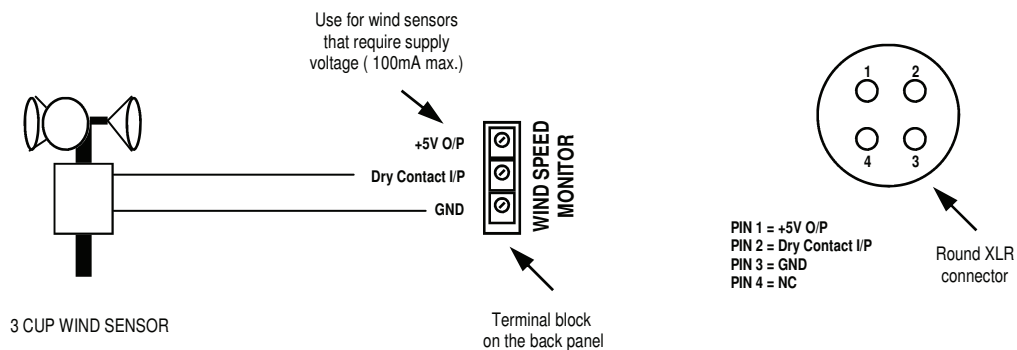 Use for wind sensors
that require supply
voltage ( 100mA max.)
+5V O/P
Dry Contact I/P
GND
WIND SPEED
MONITOR
3 CUP WIND SENSOR
Terminal block
on the back panel
1 2
4 3
PIN 1 = +5V O/P
PIN 2 = Dry Contact I/P
PIN 3 = GND
PIN 4 = NC
Round XLR
connector